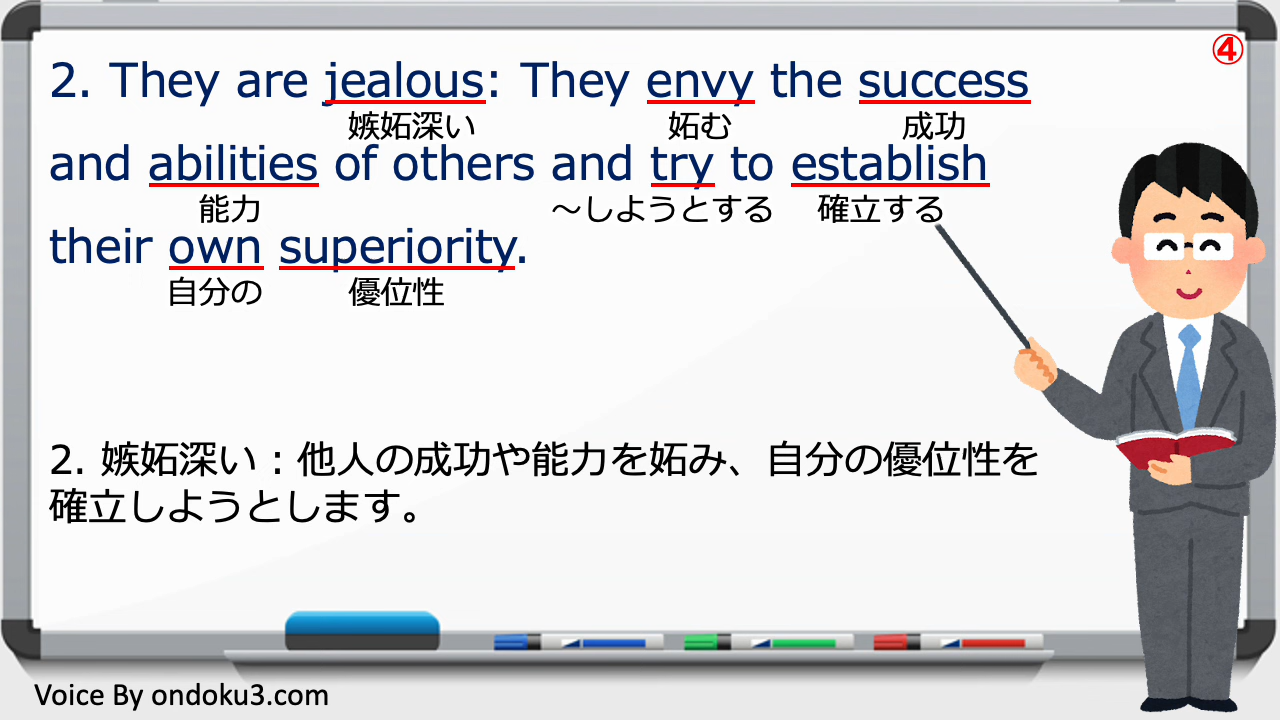 ④
2. They are jealous: They envy the success
嫉妬深い 妬む 成功
and abilities of others and try to establish
能力 ～しようとする 確立する
their own superiority.
自分の 優位性
2. 嫉妬深い：他人の成功や能力を妬み、自分の優位性を
確立しようとします。
Voice By ondoku3.com